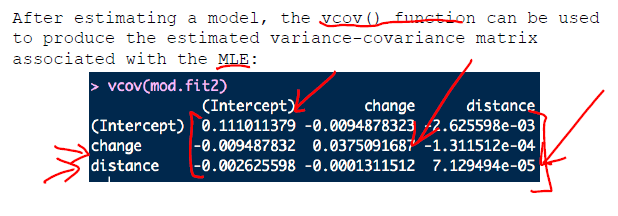 After estimating a model, the vcov() function can be used
to produce the estimated variance-covariance matrix
associated with the MLE:
> vcov(mod.fit2)
(Intercept) change distance
(Intercept) 0.111011379 -0.0094878323 -2.625598e-03
change -0.009487832 0.0375091687 -1.311512e-04
distance -0.002625598 -0.0001311512 7.129494e-05